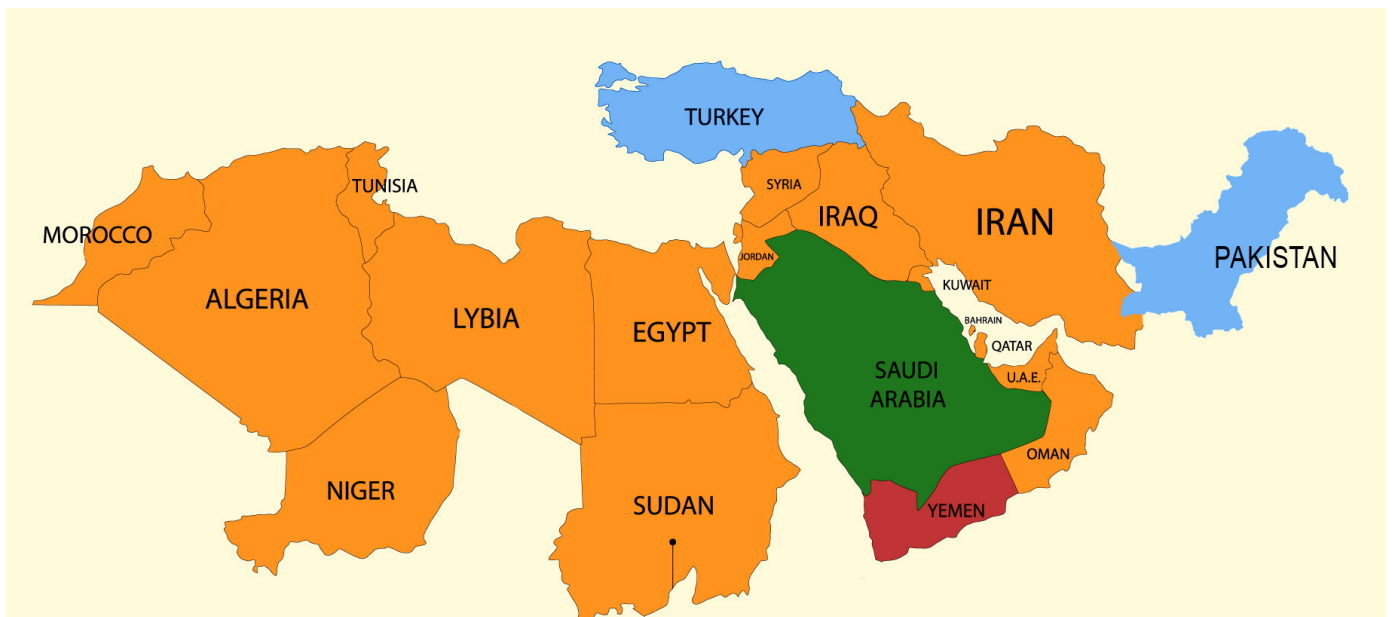 TURKEY
TUNISIA
SYRIA
MOROCCO
IRAQ
IRAN
JORDAN
PAKISTAN
ALGERIA
KUWAIT
LYBIA
EGYPT
BAHRAIN
QATAR
SAUDI
ARABIA
U.A.E.
OMAN
NIGER
SUDAN
YEMEN